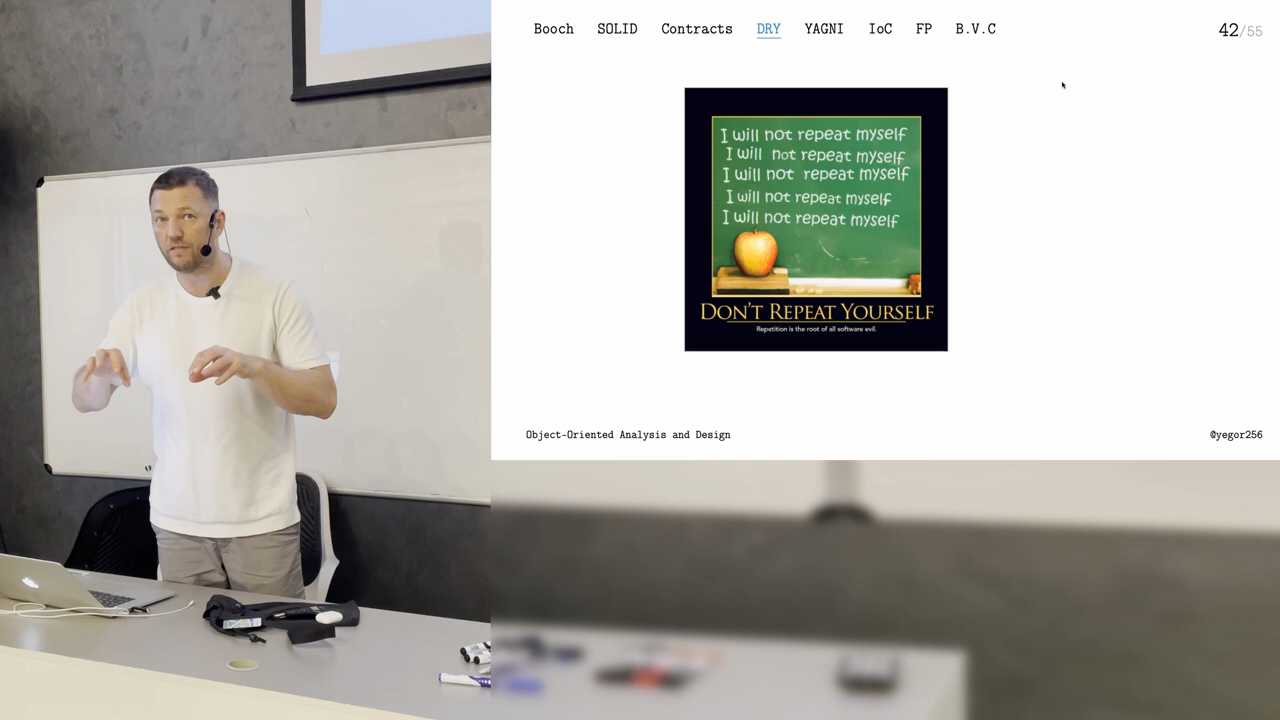 Booch SOLID Contracts DRY YAGNI IoC FP B.V.C 42/55
I will not repeat myself
I will not repeat myself
I will not repeat myself
I will not repeat myself
I will not repeat myself
DON'T REPEAT YOURSELF
Repetition is the root of all software evil.
Object-Oriented Analysis and Design @yegor256